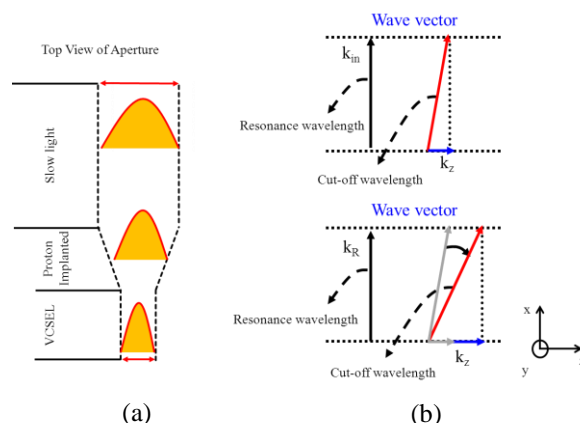 Top View of Aperture
Slow light
Proton
Implanted
VCSEL
(a)
Wave vector
k_in
Resonance wavelength
k_z
Cut-off wavelength
Wave vector
k_R
Resonance wavelength
k_z
Cut-off wavelength
x
y
(b)